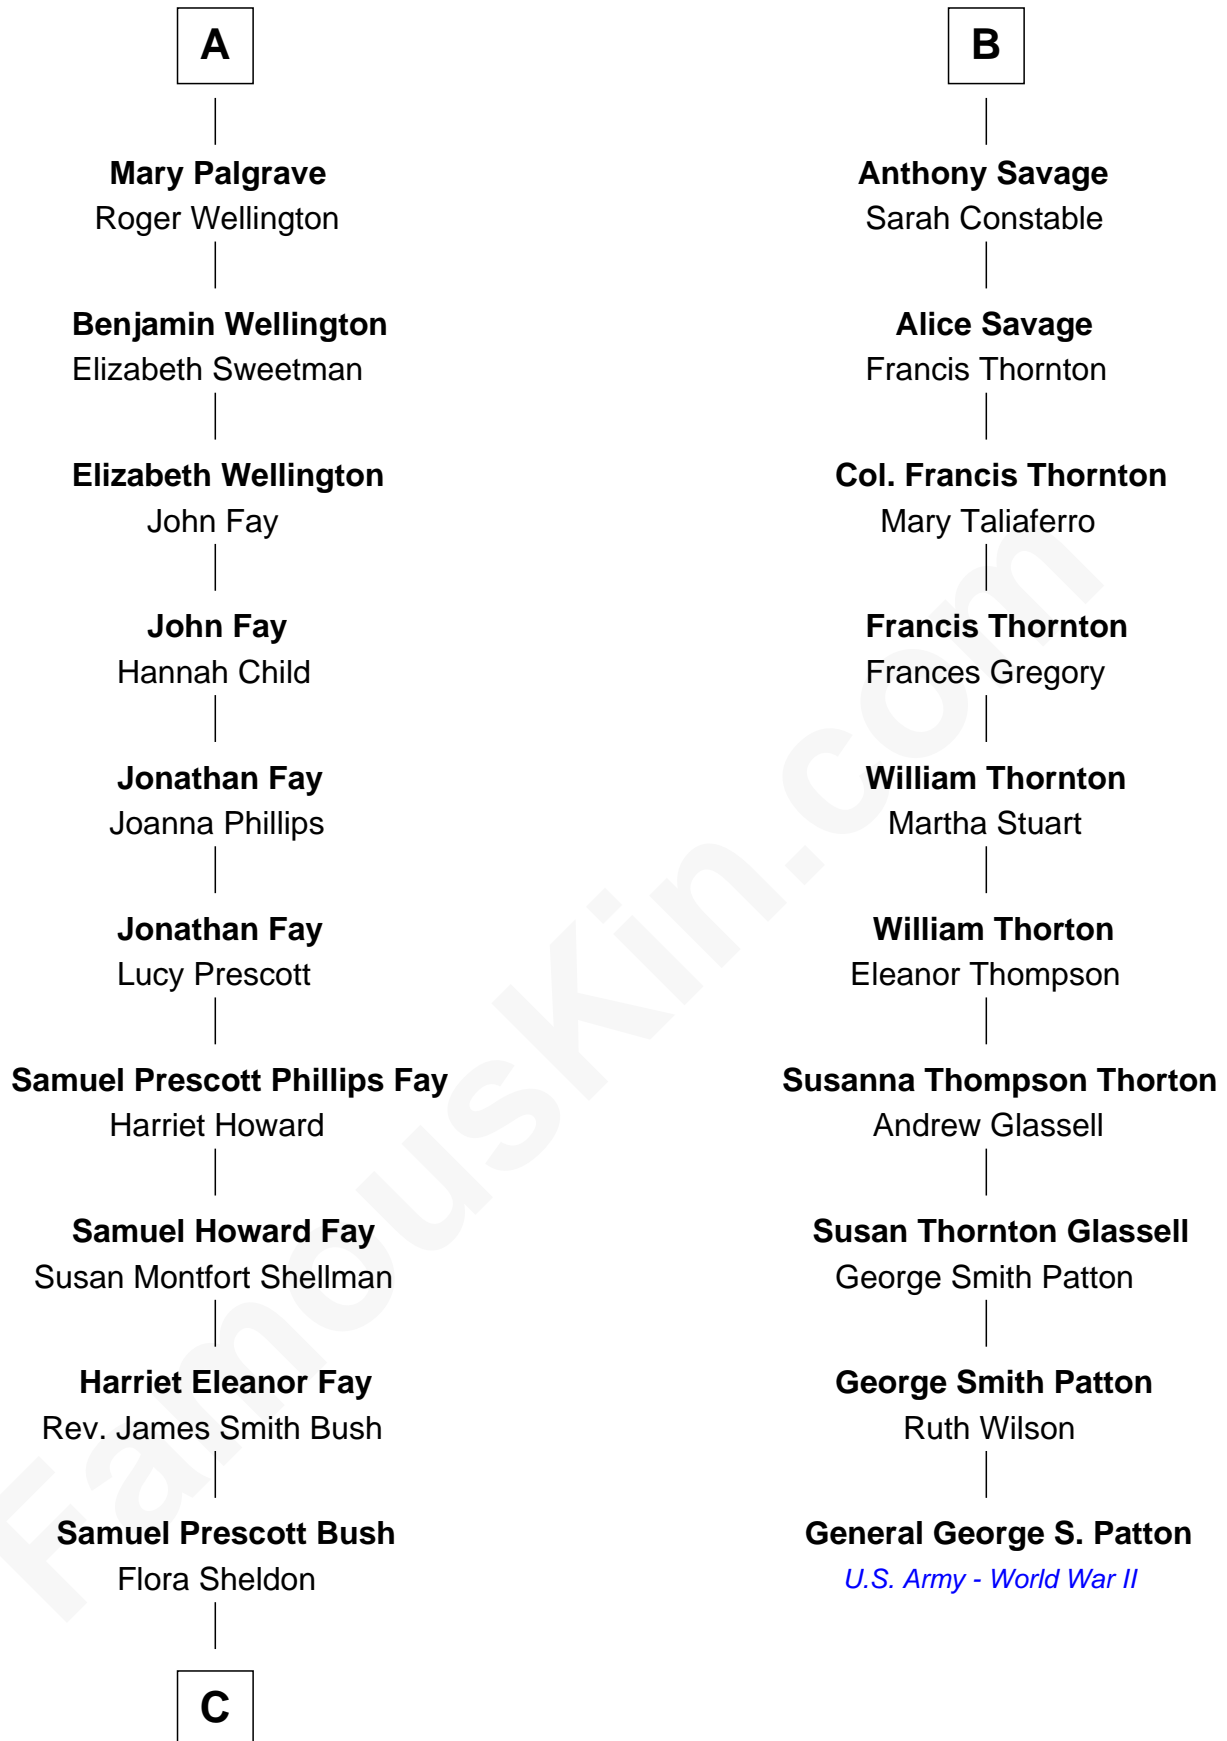 A
Mary Palgrave
Roger Wellington
Benjamin Wellington
Elizabeth Sweetman
Elizabeth Wellington
John Fay
John Fay
Hannah Child
Jonathan Fay
Joanna Phillips
Jonathan Fay
Lucy Prescott
Samuel Prescott Phillips Fay
Harriet Howard
Samuel Howard Fay
Susan Montfort Shellman
Harriet Eleanor Fay
Rev. James Smith Bush
Samuel Prescott Bush
Flora Sheldon
C
B
Anthony Savage
Sarah Constable
Alice Savage
Francis Thornton
Col. Francis Thornton
Mary Taliaferro
Francis Thornton
Frances Gregory
William Thornton
Martha Stuart
William Thorton
Eleanor Thompson
Susanna Thompson Thorton
Andrew Glassell
Susan Thornton Glassell
George Smith Patton
George Smith Patton
Ruth Wilson
General George S. Patton
U.S. Army - World War II
FamousKin.com